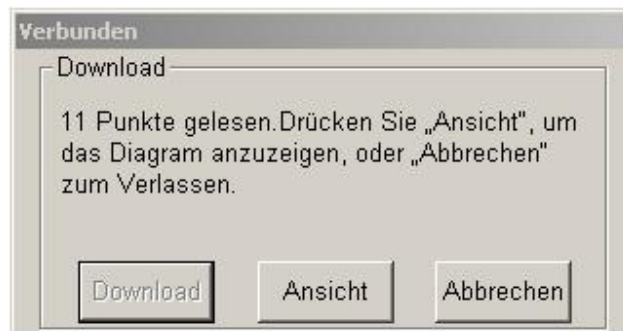 Verbunden
Download
11 Punkte gelesen.Drücken Sie „Ansicht", um
das Diagram anzuzeigen, oder „Abbrechen"
zum Verlassen.
Download Ansicht Abbrechen